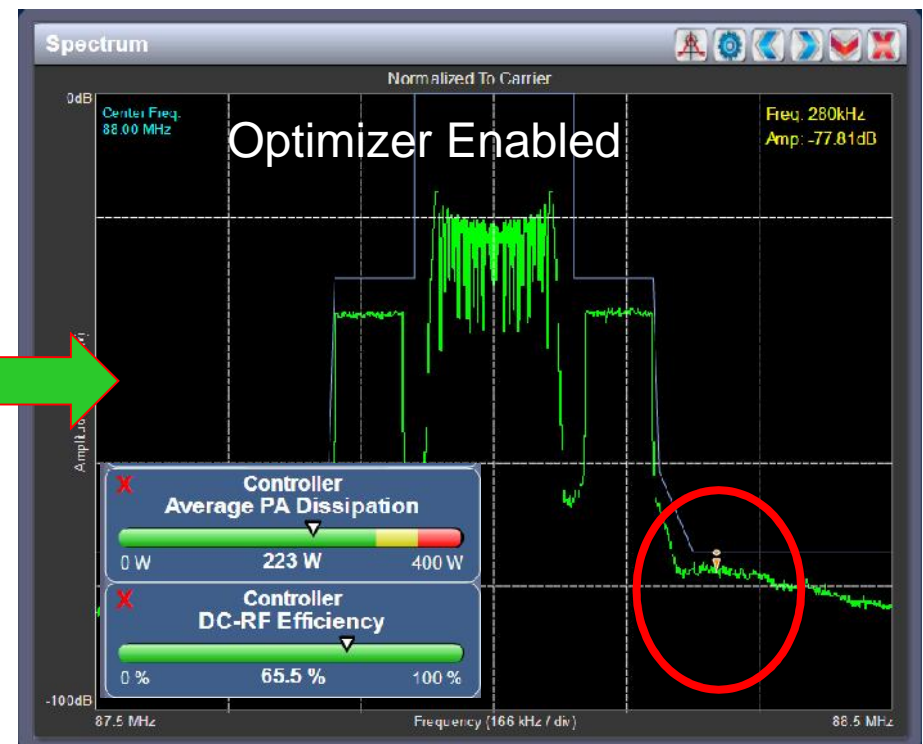 Spectrum
Normalized To Carrier
0dB
Center Freq.
88.00 MHz
Optimizer Enabled
Freq. 280kHz
Amp: -77.81dB
X Controller
Average PA Dissipation
0 W 223 W 400 W
X Controller
DC-RF Efficiency
0 % 65.5 % 100 %
-100dB
87.5 MHz Frequency (166 kHz / div) 88.5 MHz